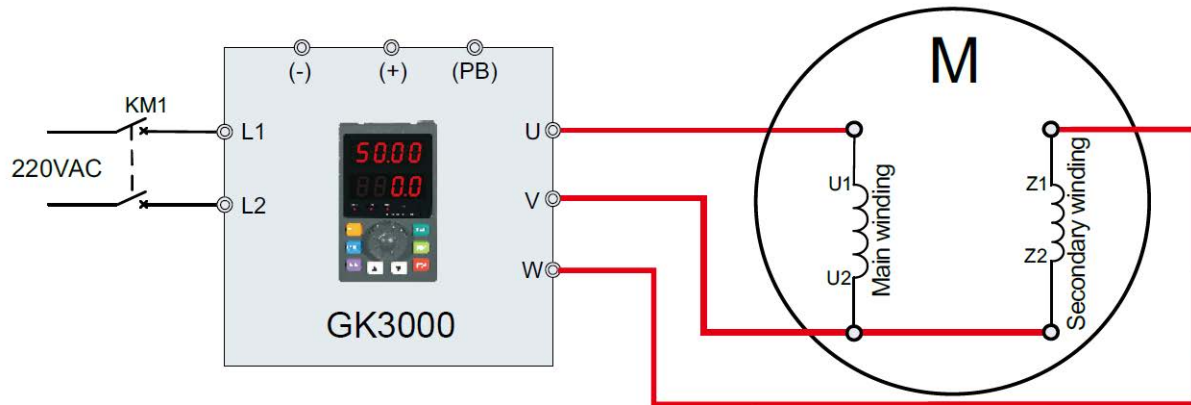 (-)
(+)
(PB)
KM1
220VAC
L1
L2
50.00
0.0
GK3000
U
V
W
M
U1
U2
Main winding
Z1
Z2
Secondary winding